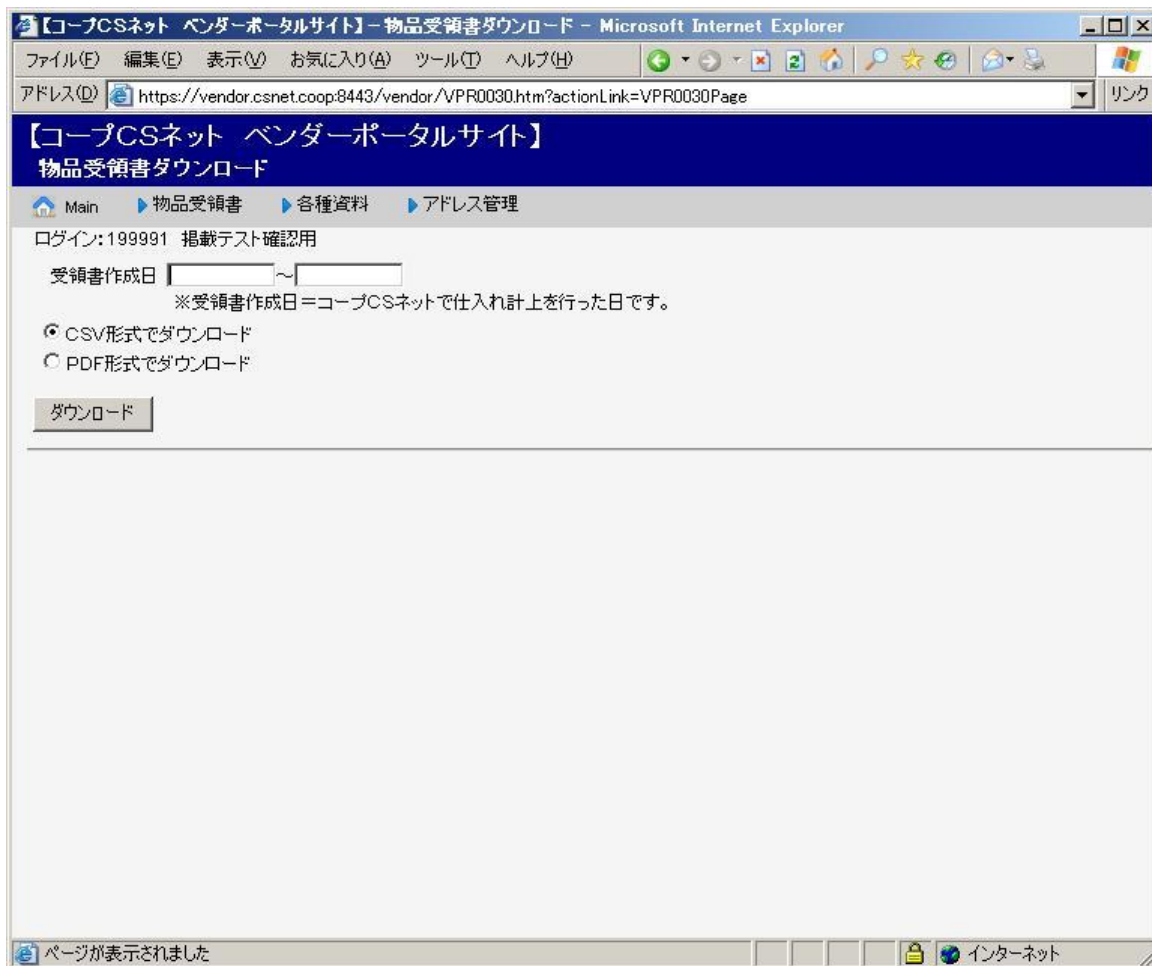 【コープCSネット ベンダーポータルサイト】－物品受領書ダウンロード - Microsoft Internet Explorer
ファイル(F) 編集(E) 表示(V) お気に入り(A) ツール(T) ヘルプ(H)
アドレス(D) https://vendor.csnet.coop:8443/vendor/VPR0030.htm?actionLink=VPR0030Page リンク
【コープCSネット ベンダーポータルサイト】
物品受領書ダウンロード
Main 物品受領書 各種資料 アドレス管理
ログイン:199991 掲載テスト確認用
受領書作成日 ～
※受領書作成日＝コープCSネットで仕入れ計上を行った日です。
CSV形式でダウンロード
PDF形式でダウンロード
ダウンロード
ページが表示されました インターネット